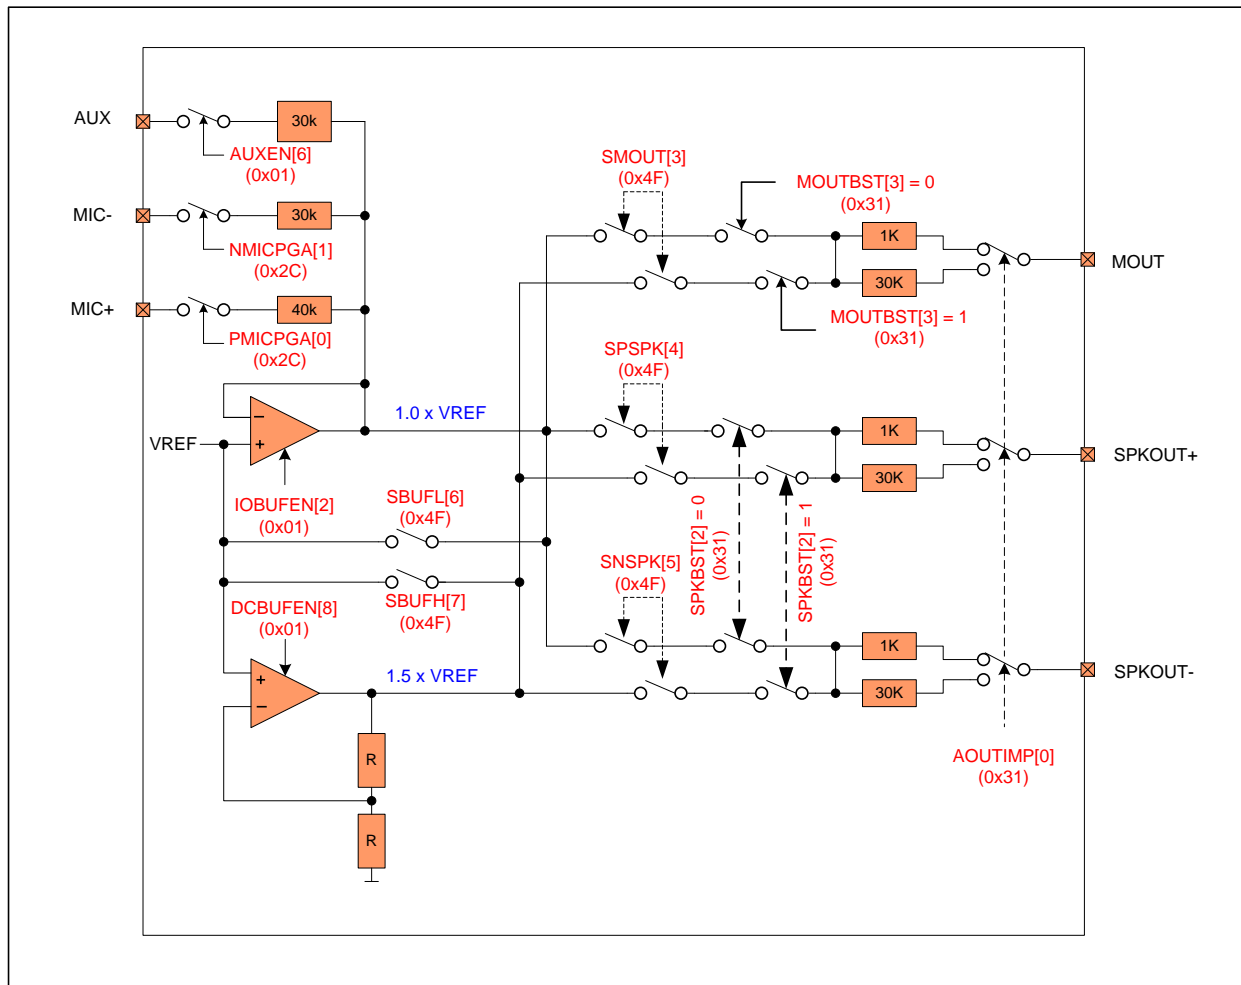 AUX
30k
AUXEN[6]
(0x01)
MIC-
30k
NMICPGA[1]
(0x2C)
MIC+
40k
PMICPGA[0]
(0x2C)
VREF
−
+
1.0 x VREF
IOBUFEN[2]
(0x01)
SBUFL[6]
(0x4F)
SBUFH[7]
(0x4F)
DCBUFEN[8]
(0x01)
+
−
1.5 x VREF
R
R
SMOUT[3]
(0x4F)
MOUTBST[3] = 0
(0x31)
1K
30K
MOUT
MOUTBST[3] = 1
(0x31)
SPSPK[4]
(0x4F)
1K
30K
SPKOUT+
SPKBST[2] = 0
(0x31)
SPKBST[2] = 1
(0x31)
SNSPK[5]
(0x4F)
1K
30K
SPKOUT-
AOUTIMP[0]
(0x31)